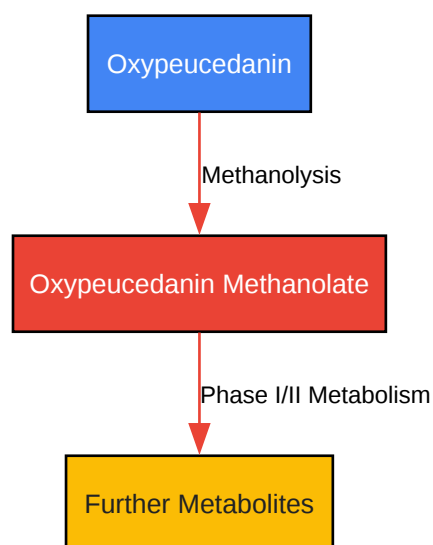 Oxypeucedanin
Methanolysis
Oxypeucedanin Methanolate
Phase I/II Metabolism
Further Metabolites